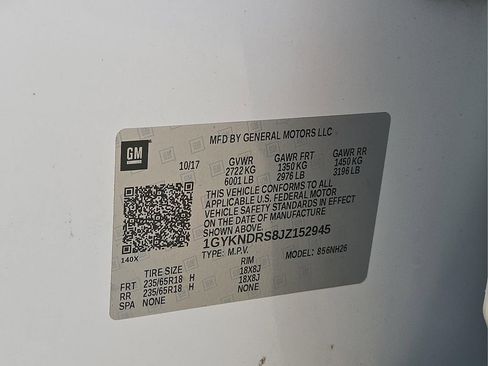 GM
MFD BY GENERAL MOTORS LLC
10/17 GVWR GAWR FRT GAWR RR
2722 KG 1350 KG 1450 KG
6001 LB 2976 LB 3196 LB
THIS VEHICLE CONFORMS TO ALL
APPLICABLE U.S. FEDERAL MOTOR
VEHICLE SAFETY STANDARDS IN EFFECT
ON THE DATE OF MANUFACTURE
SHOWN ABOVE.
1GYKNDRS8JZ152945
140X TYPE: M.P.V. MODEL: 856NH26
TIRE SIZE RIM
FRT 235/65R18 H 18X8J
RR 235/65R18 H 18X8J
SPA NONE NONE